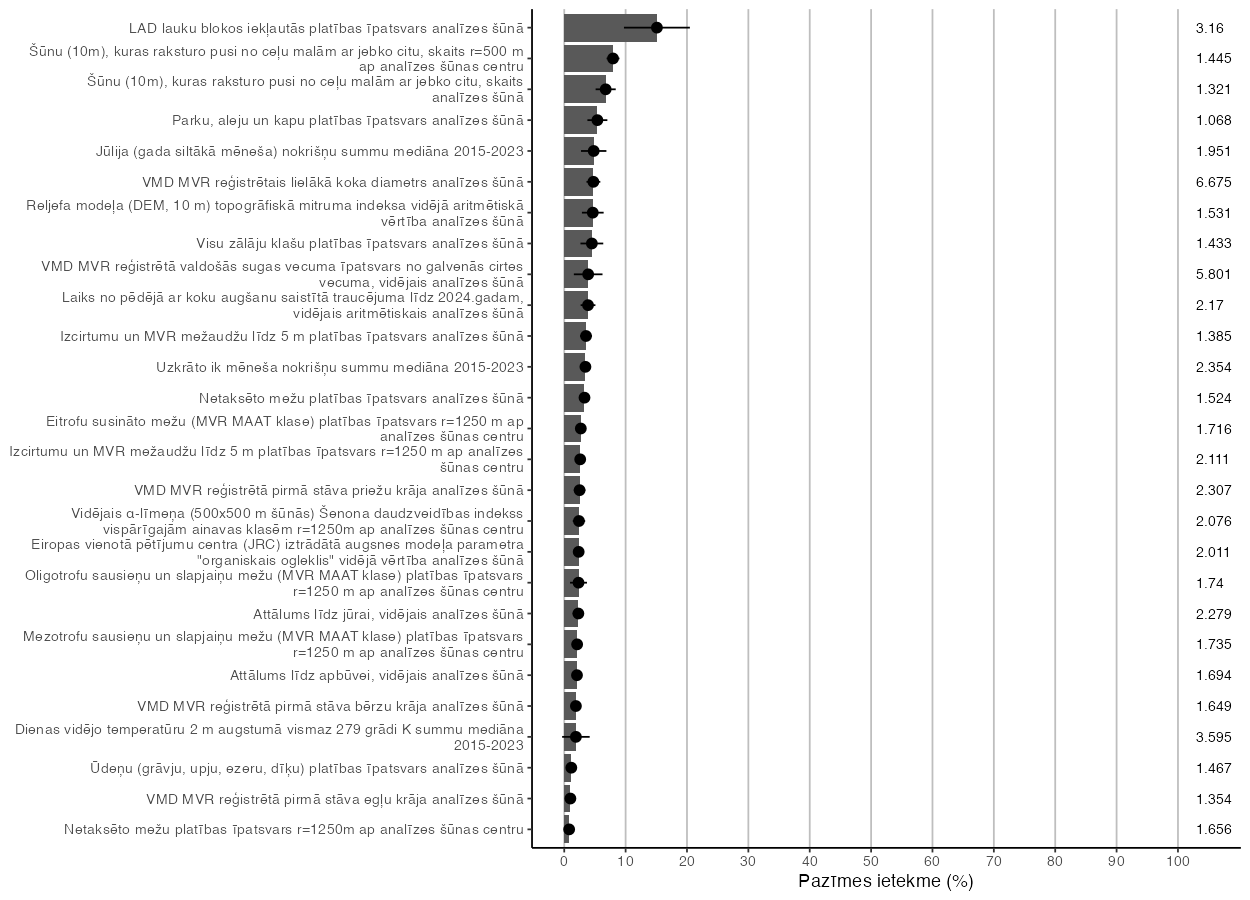 LAD lauku blokos iekļautās platības īpatsvars analīzes šūnā
3.16
Šūnu (10m), kuras raksturo pusi no ceļu malām ar jebko citu, skaits r=500 m
ap analīzes šūnas centru
1.445
Šūnu (10m), kuras raksturo pusi no ceļu malām ar jebko citu, skaits
analīzes šūnā
1.321
Parku, aleju un kapu platības īpatsvars analīzes šūnā
1.068
Jūlija (gada siltākā mēneša) nokrišņu summu mediāna 2015-2023
1.951
VMD MVR reģistrētais lielākā koka diametrs analīzes šūnā
6.675
Reljefa modeļa (DEM, 10 m) topogrāfiskā mitruma indeksa vidējā aritmētiskā
vērtība analīzes šūnā
1.531
Visu zālāju klašu platības īpatsvars analīzes šūnā
1.433
VMD MVR reģistrētā valdošās sugas vecuma īpatsvars no galvenās cirtes
vecuma, vidējais analīzes šūnā
5.801
Laiks no pēdējā ar koku augšanu saistītā traucējuma līdz 2024.gadam,
vidējais aritmētiskais analīzes šūnā
2.17
Izcirtumu un MVR mežaudžu līdz 5 m platības īpatsvars analīzes šūnā
1.385
Uzkrāto ik mēneša nokrišņu summu mediāna 2015-2023
2.354
Netaksēto mežu platības īpatsvars analīzes šūnā
1.524
Eitrofu susināto mežu (MVR MAAT klase) platības īpatsvars r=1250 m ap
analīzes šūnas centru
1.716
Izcirtumu un MVR mežaudžu līdz 5 m platības īpatsvars r=1250 m ap analīzes
šūnas centru
2.111
VMD MVR reģistrētā pirmā stāva priežu krāja analīzes šūnā
2.307
Vidējais α-līmeņa (500x500 m šūnās) Šenona daudzveidības indekss
vispārīgajām ainavas klasēm r=1250m ap analīzes šūnas centru
2.076
Eiropas vienotā pētījumu centra (JRC) iztrādātā augsnes modeļa parametra
"organiskais ogleklis" vidējā vērtība analīzes šūnā
2.011
Oligotrofu sausieņu un slapjaiņu mežu (MVR MAAT klase) platības īpatsvars
r=1250 m ap analīzes šūnas centru
1.74
Attālums līdz jūrai, vidējais analīzes šūnā
2.279
Mezotrofu sausieņu un slapjaiņu mežu (MVR MAAT klase) platības īpatsvars
r=1250 m ap analīzes šūnas centru
1.735
Attālums līdz apbūvei, vidējais analīzes šūnā
1.694
VMD MVR reģistrētā pirmā stāva bērzu krāja analīzes šūnā
1.649
Dienas vidējo temperatūru 2 m augstumā vismaz 279 grādi K summu mediāna
2015-2023
3.595
Ūdeņu (grāvju, upju, ezeru, dīķu) platības īpatsvars analīzes šūnā
1.467
VMD MVR reģistrētā pirmā stāva egļu krāja analīzes šūnā
1.354
Netaksēto mežu platības īpatsvars r=1250m ap analīzes šūnas centru
1.656
0 10 20 30 40 50 60 70 80 90 100
Pazīmes ietekme (%)